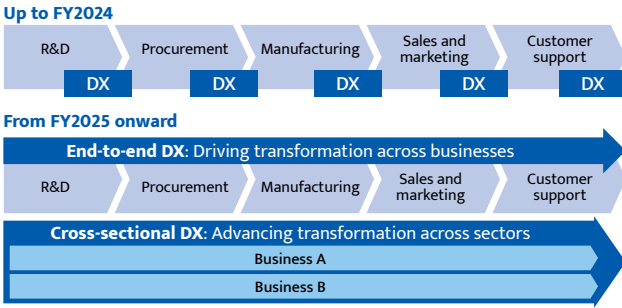 Up to FY2024
R&D
Procurement
Manufacturing
Sales and
marketing
Customer
support
DX
DX
DX
DX
DX
From FY2025 onward
End-to-end DX: Driving transformation across businesses
R&D
Procurement
Manufacturing
Sales and
marketing
Customer
support
Cross-sectional DX: Advancing transformation across sectors
Business A
Business B